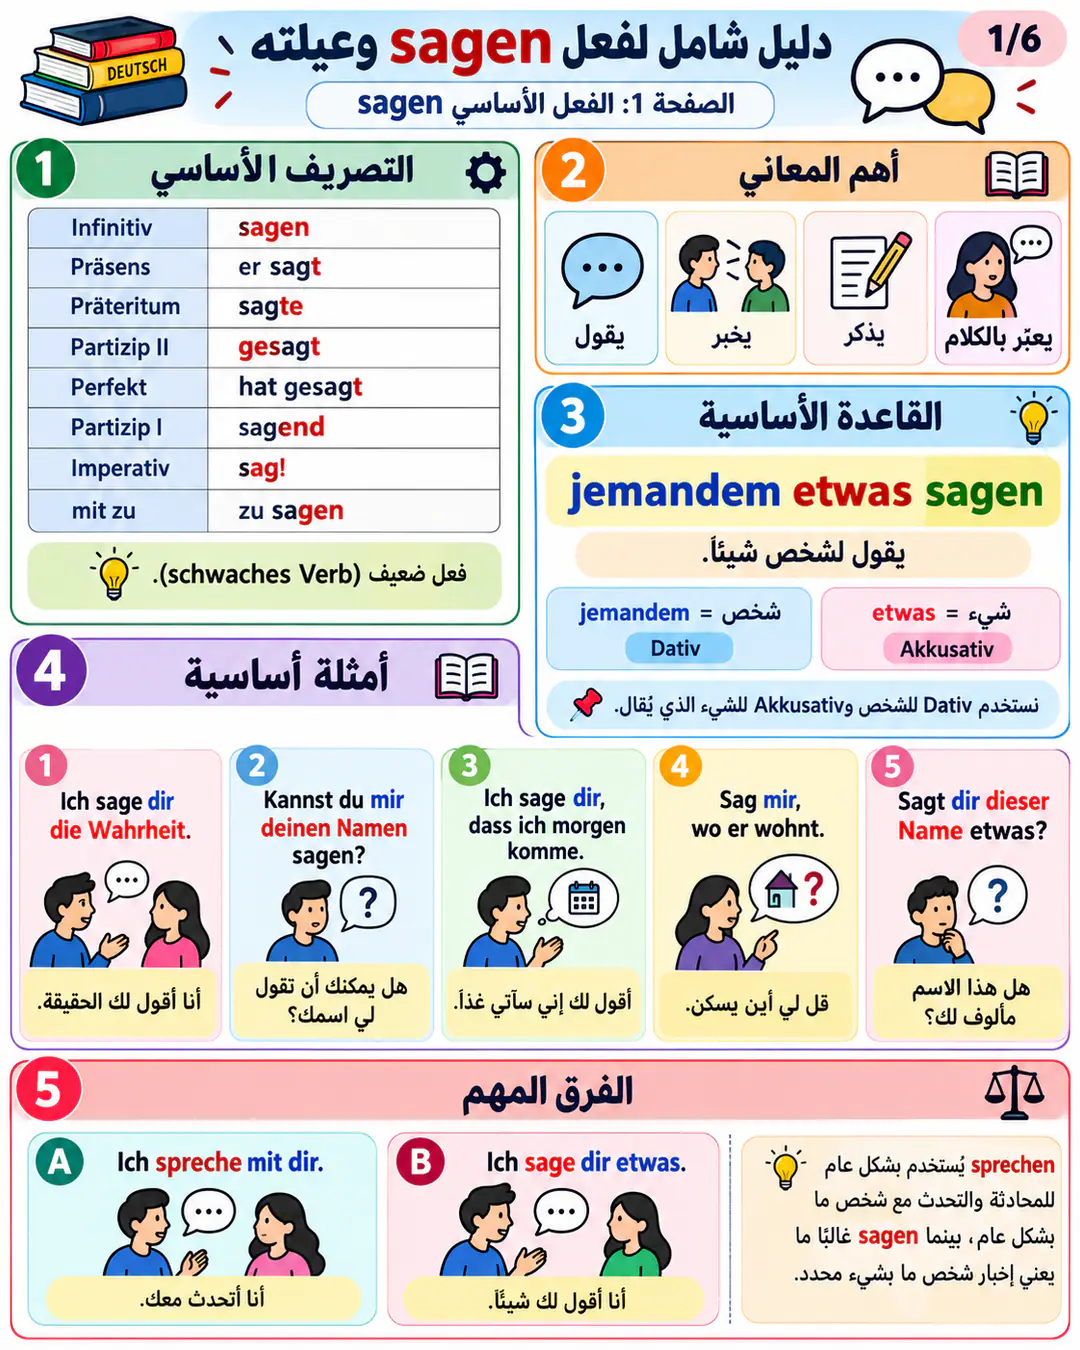 DEUTSCH
دليل شامل لفعل sagen وعيلته
1/6
الصفحة 1: الفعل الأساسي sagen
1
التصريف الأساسي
Infinitiv sagen
Präsens er sagt
Präteritum sagte
Partizip II gesagt
Perfekt hat gesagt
Partizip I sagend
Imperativ sag!
mit zu zu sagen
فعل ضعيف (schwaches Verb).
2
أهم المعاني
يقول
يخبر
يذكر
يعبّر بالكلام
3
القاعدة الأساسية
jemandem etwas sagen
يقول لشخص شيئاً.
jemandem = شخص
Dativ
etwas = شيء
Akkusativ
نستخدم Dativ للشخص وAkkusativ للشيء الذي يُقال.
4
أمثلة أساسية
1
Ich sage dir
die Wahrheit.
أنا أقول لك الحقيقة.
2
Kannst du mir
deinen Namen
sagen?
هل يمكنك أن تقول
لي اسمك؟
3
Ich sage dir,
dass ich morgen
komme.
أقول لك إني سآتي غذاً.
4
Sag mir,
wo er wohnt.
قل لي أين يسكن.
5
Sagt dir dieser
Name etwas?
هل هذا الاسم
مألوف لك؟
5
الفرق المهم
A
Ich spreche mit dir.
أنا أتحدث معك.
B
Ich sage dir etwas.
أنا أقول لك شيئًاً.
sprechen يُستخدم بشكل عام
للمحادثة والتحدث مع شخص ما
بشكل عام، بينما sagen غالبًا ما
يعني إخبار شخص ما بشيء محدد.